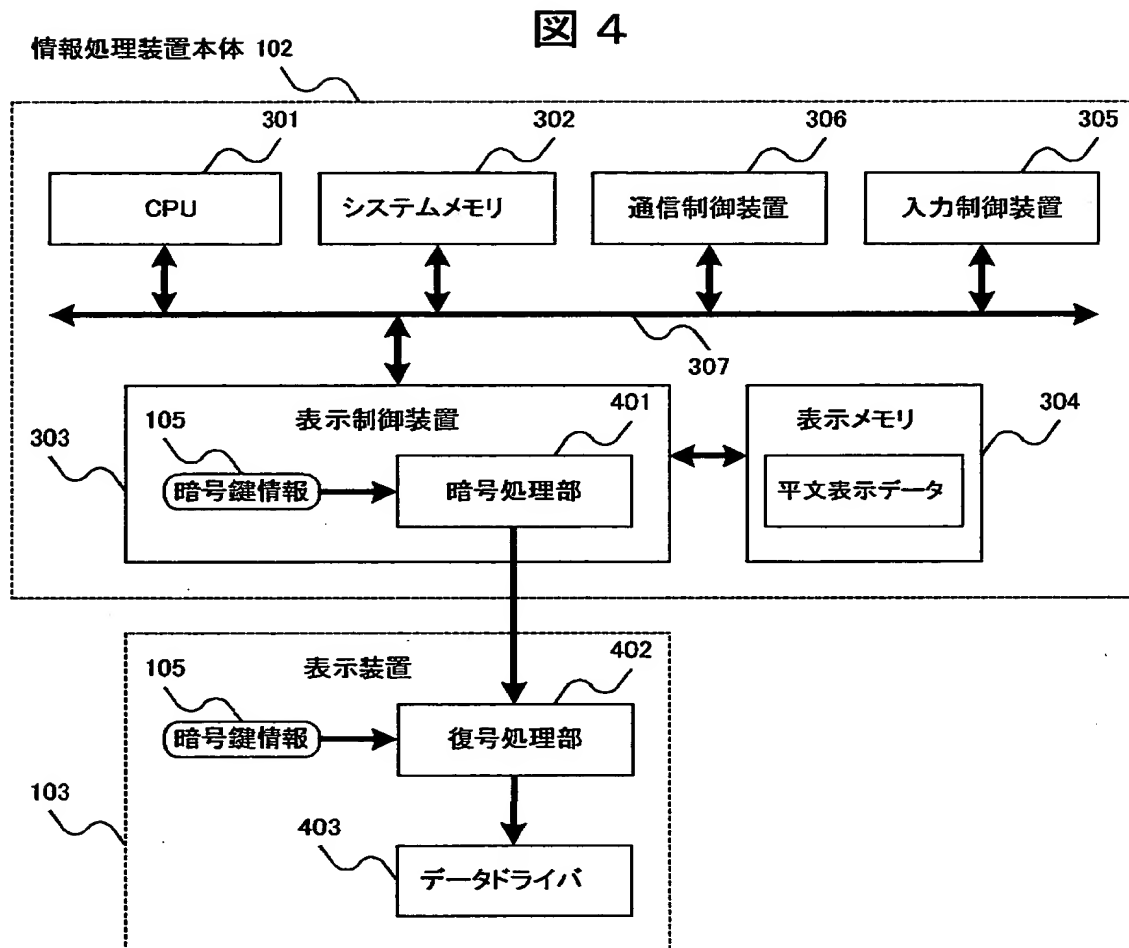 図 4
情報処理装置本体 102
301
302
306
305
CPU
システムメモリ
通信制御装置
入力制御装置
307
303
表示制御装置
105
401
暗号鍵情報
暗号処理部
304
表示メモリ
平文表示データ
表示装置
105
402
暗号鍵情報
復号処理部
103
403
データドライバ